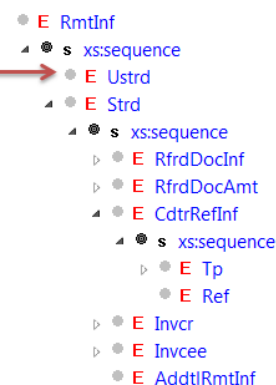 E RmtInf
s xs:sequence
E Ustrd
E Strd
s xs:sequence
E RfrdDocInf
E RfrdDocAmt
E CdtrRefInf
s xs:sequence
E Tp
E Ref
E Invcr
E Invcee
E AddtlRmtInf